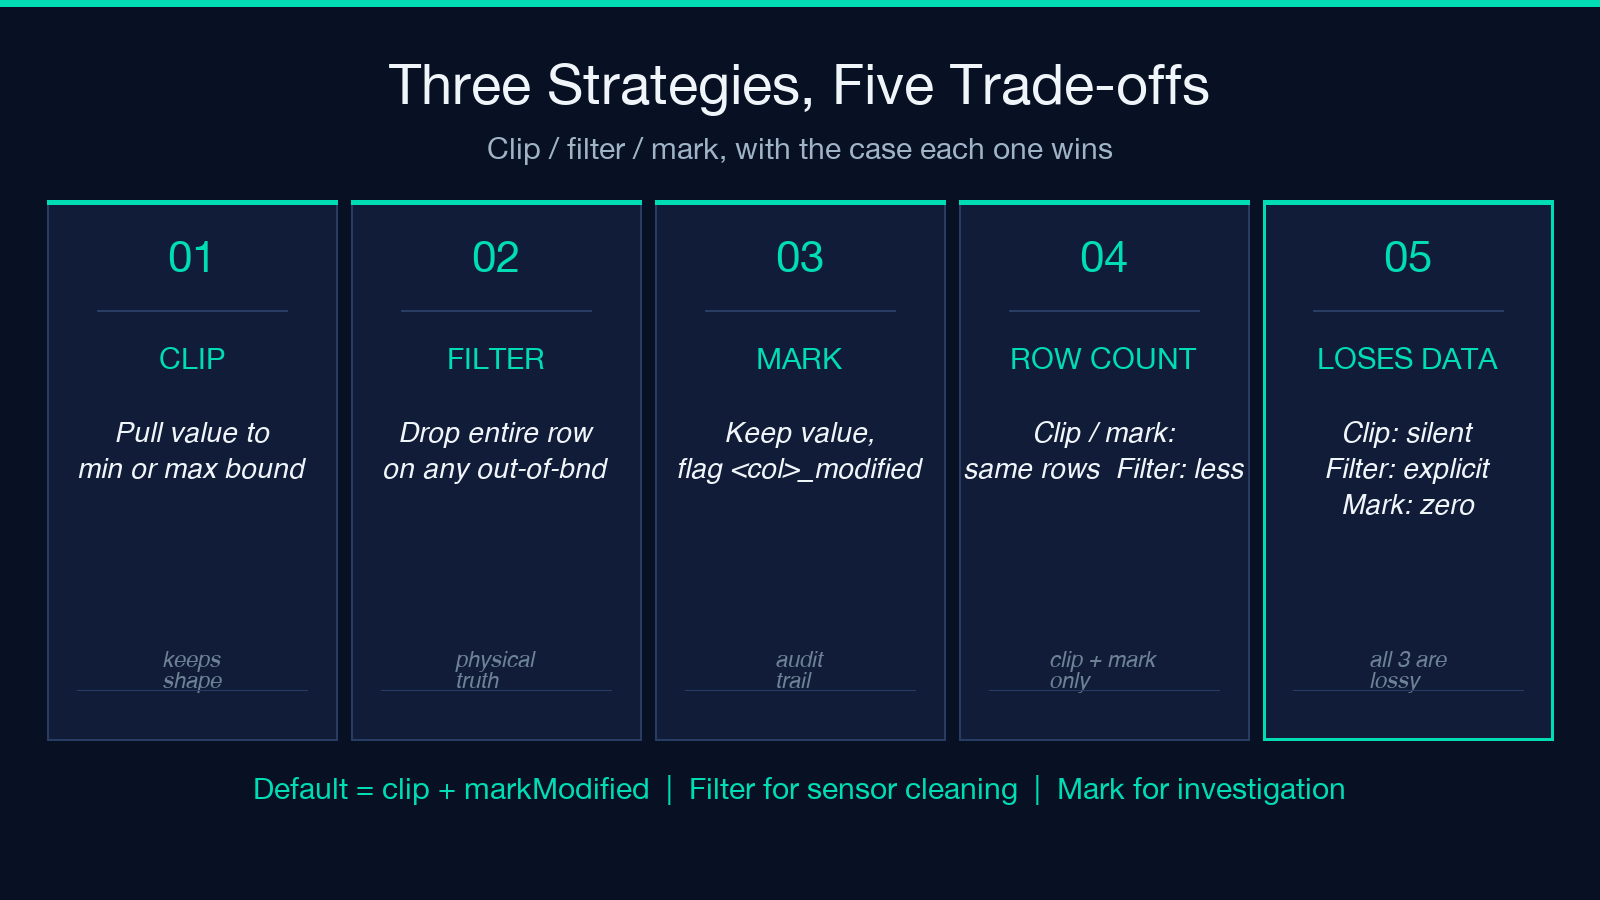 Three Strategies, Five Trade-offs
Clip / filter / mark, with the case each one wins
01
CLIP
Pull value to
min or max bound
keeps
shape
02
FILTER
Drop entire row
on any out-of-bnd
physical
truth
03
MARK
Keep value,
flag <col>_modified
audit
trail
04
ROW COUNT
Clip / mark:
same rows  Filter: less
clip + mark
only
05
LOSES DATA
Clip: silent
Filter: explicit
Mark: zero
all 3 are
lossy
Default = clip + markModified  |  Filter for sensor cleaning  |  Mark for investigation